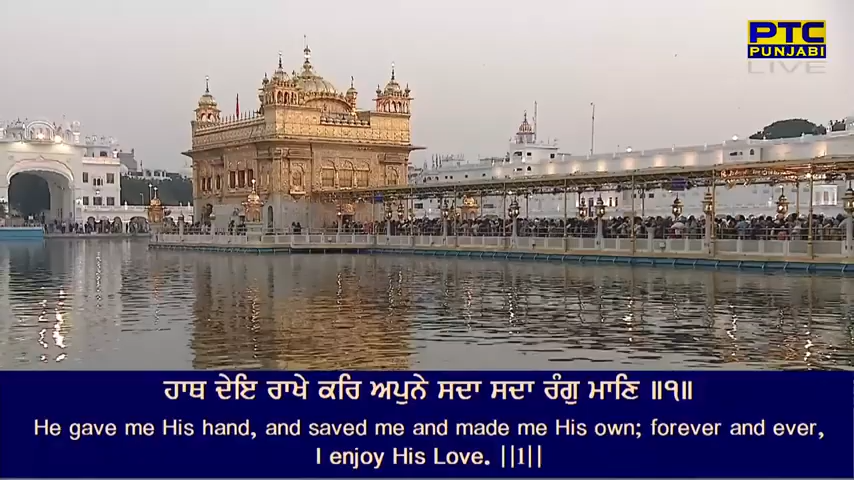 PTC
PUNJABI
LIVE
ਹਾਥ ਦੇਇ ਰਾਖੇ ਕਰਿ ਅਪੁਨੇ ਸਦਾ ਸਦਾ ਰੰਗੁ ਮਾਣਿ ॥੧॥
He gave me His hand, and saved me and made me His own; forever and ever,
I enjoy His Love. ||1||